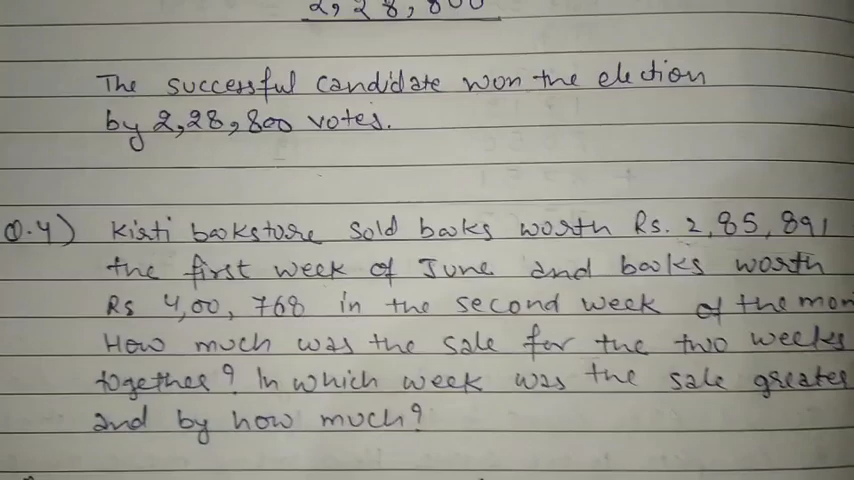 2,28,800
The successful candidate won the election
by 2,28,800 votes.
Q.4) Kirti bookstore sold books worth Rs. 2,85,891
the first week of June and books worth
Rs 4,00,768 in the second week of the mon
How much was the sale for the two weeks
together? In which week was the sale greater
and by how much?